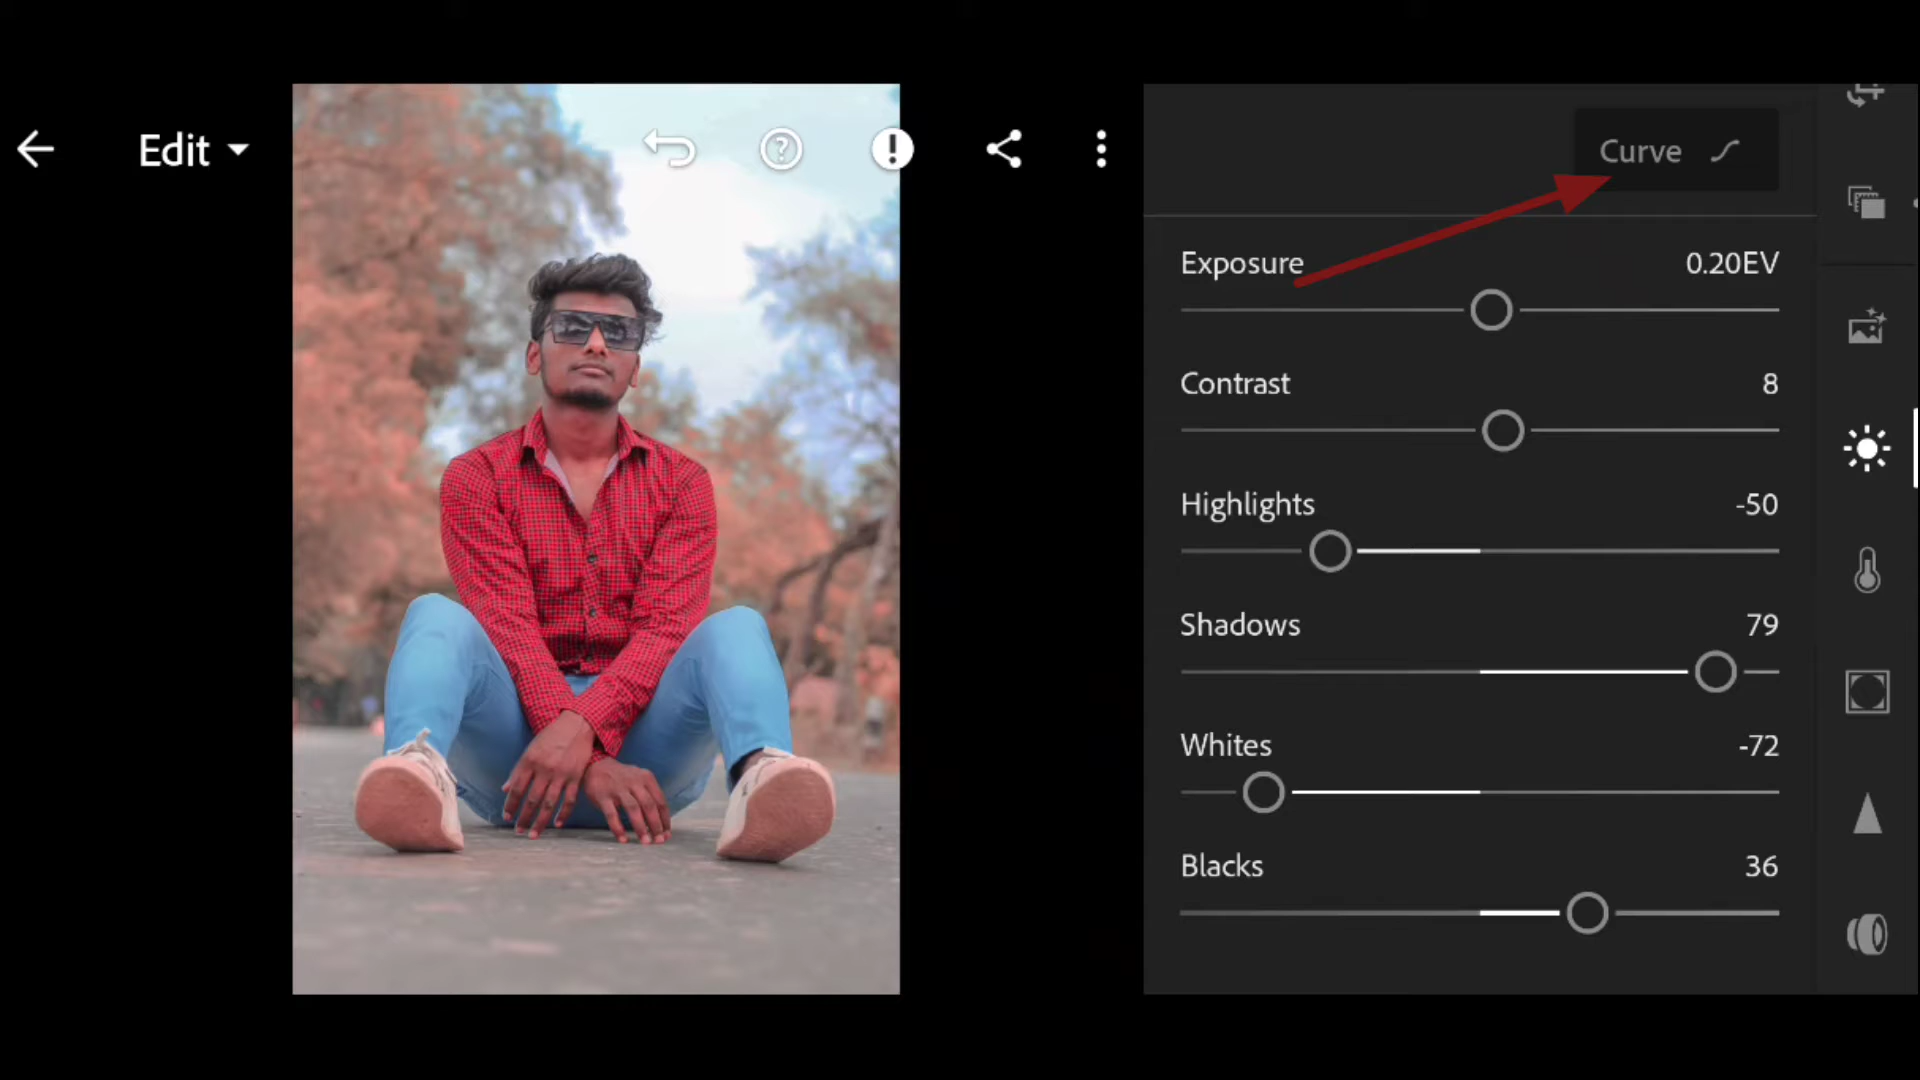 Edit
Curve
Exposure 0.20EV
Contrast 8
Highlights -50
Shadows 79
Whites -72
Blacks 36